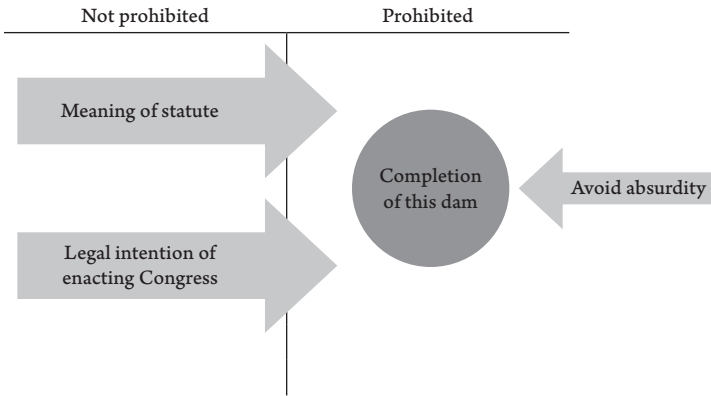 Not prohibited
Prohibited
Meaning of statute
Completion
of this dam
Avoid absurdity
Legal intention of
enacting Congress